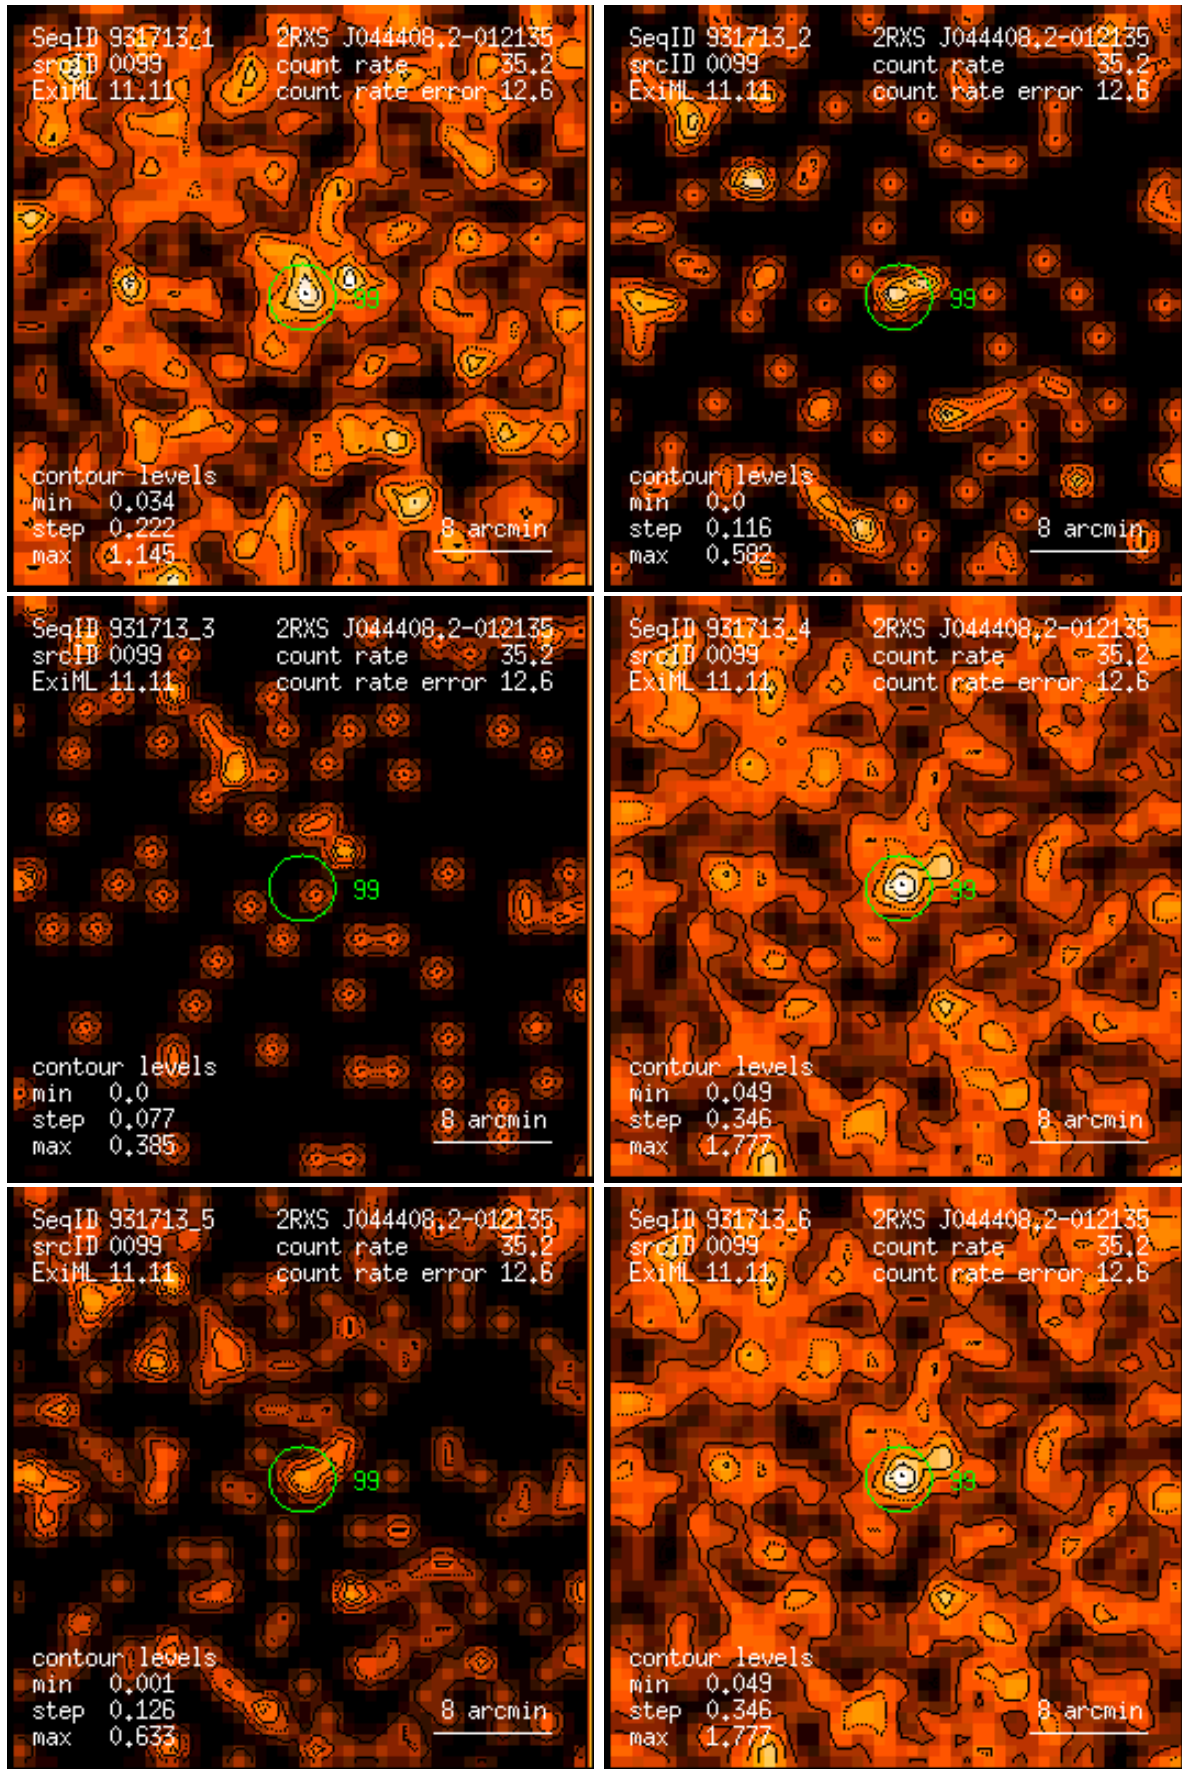 SeqID 931713_1 2RXS J044408.2-012135
srcID 0099 count rate 35.2
ExiML 11.11 count rate error 12.6
99
contour levels
min 0.034
step 0.222
max 1.145
8 arcmin
SeqID 931713_2 2RXS J044408.2-012135
srcID 0099 count rate 35.2
ExiML 11.11 count rate error 12.6
99
contour levels
min 0.0
step 0.116
max 0.582
8 arcmin
SeqID 931713_3 2RXS J044408.2-012135
srcID 0099 count rate 35.2
ExiML 11.11 count rate error 12.6
99
contour levels
min 0.0
step 0.077
max 0.385
8 arcmin
SeqID 931713_4 2RXS J044408.2-012135
srcID 0099 count rate 35.2
ExiML 11.11 count rate error 12.6
99
contour levels
min 0.049
step 0.346
max 1.777
8 arcmin
SeqID 931713_5 2RXS J044408.2-012135
srcID 0099 count rate 35.2
ExiML 11.11 count rate error 12.6
99
contour levels
min 0.001
step 0.126
max 0.633
8 arcmin
SeqID 931713_6 2RXS J044408.2-012135
srcID 0099 count rate 35.2
ExiML 11.11 count rate error 12.6
99
contour levels
min 0.049
step 0.346
max 1.777
8 arcmin